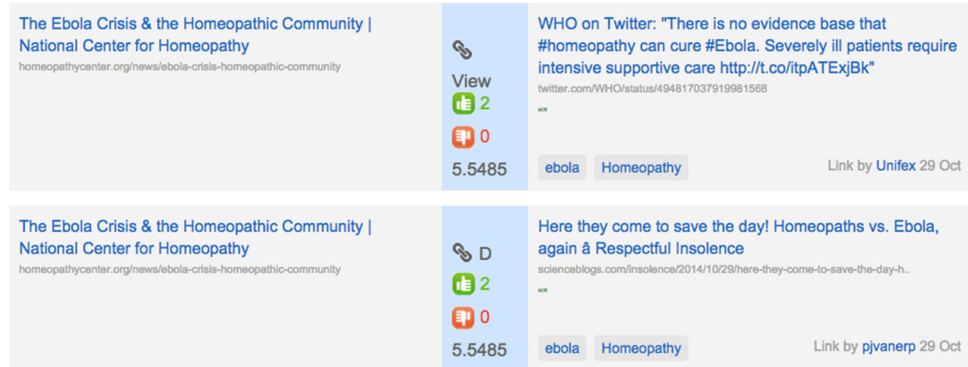 The Ebola Crisis & the Homeopathic Community |
National Center for Homeopathy
homeopathycenter.org/news/ebola-crisis-homeopathic-community
View
2
0
5.5485
WHO on Twitter: "There is no evidence base that
#homeopathy can cure #Ebola. Severely ill patients require
intensive supportive care http://t.co/itpATExjBk"
twitter.com/WHO/status/494817037919981568
“”
ebola Homeopathy
Link by Unifex 29 Oct
The Ebola Crisis & the Homeopathic Community |
National Center for Homeopathy
homeopathycenter.org/news/ebola-crisis-homeopathic-community
D
2
0
5.5485
Here they come to save the day! Homeopaths vs. Ebola,
again â Respectful Insolence
scienceblogs.com/insolence/2014/10/29/here-they-come-to-save-the-day-h..
“”
ebola Homeopathy
Link by pjvanerp 29 Oct